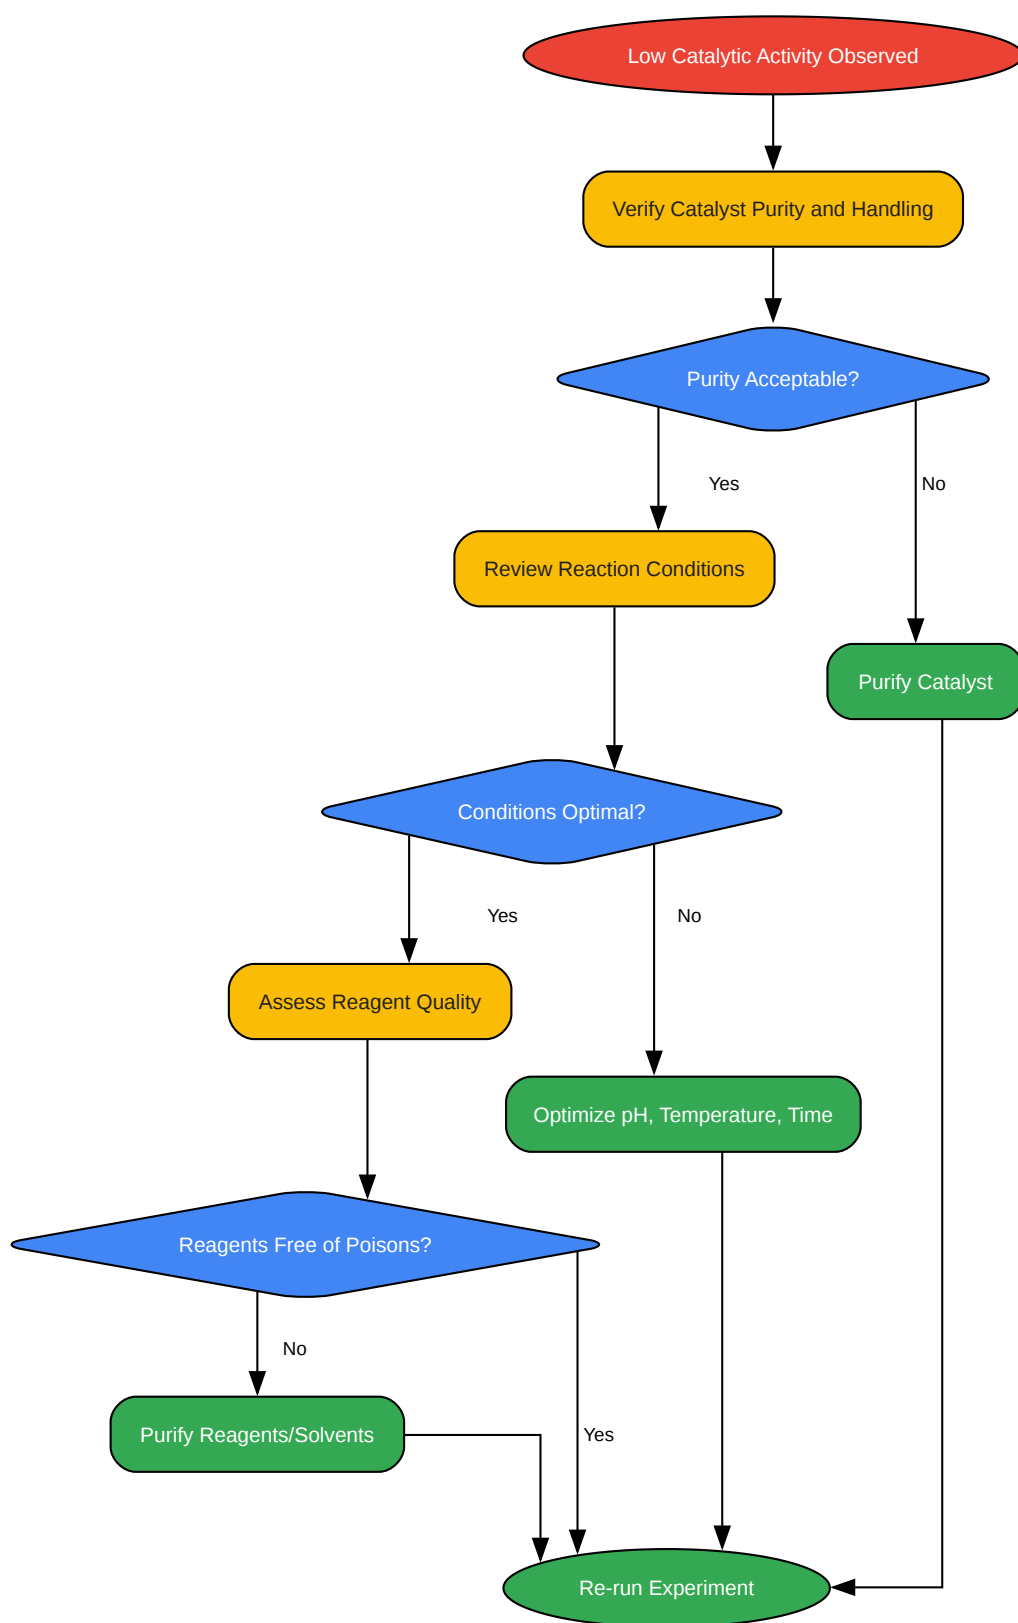 Low Catalytic Activity Observed
Verify Catalyst Purity and Handling
Purity Acceptable?
Yes
No
Review Reaction Conditions
Purify Catalyst
Conditions Optimal?
Yes
No
Assess Reagent Quality
Optimize pH, Temperature, Time
Reagents Free of Poisons?
No
Purify Reagents/Solvents
Yes
Re-run Experiment